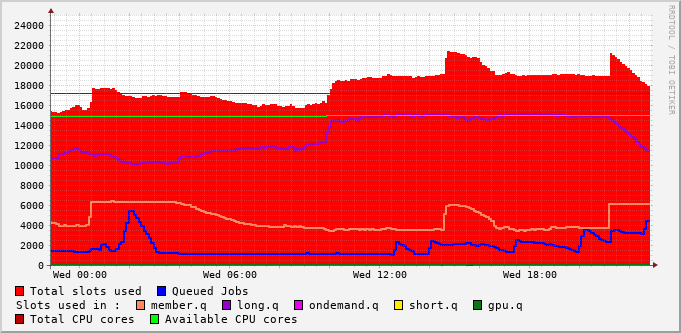 RRDTOOL / TOBI OETIKER
24000
22000
20000
18000
16000
14000
12000
10000
8000
6000
4000
2000
0
Wed 00:00 Wed 06:00 Wed 12:00 Wed 18:00
Total slots used Queued Jobs
Slots used in : member.q long.q ondemand.q short.q gpu.q
Total CPU cores Available CPU cores